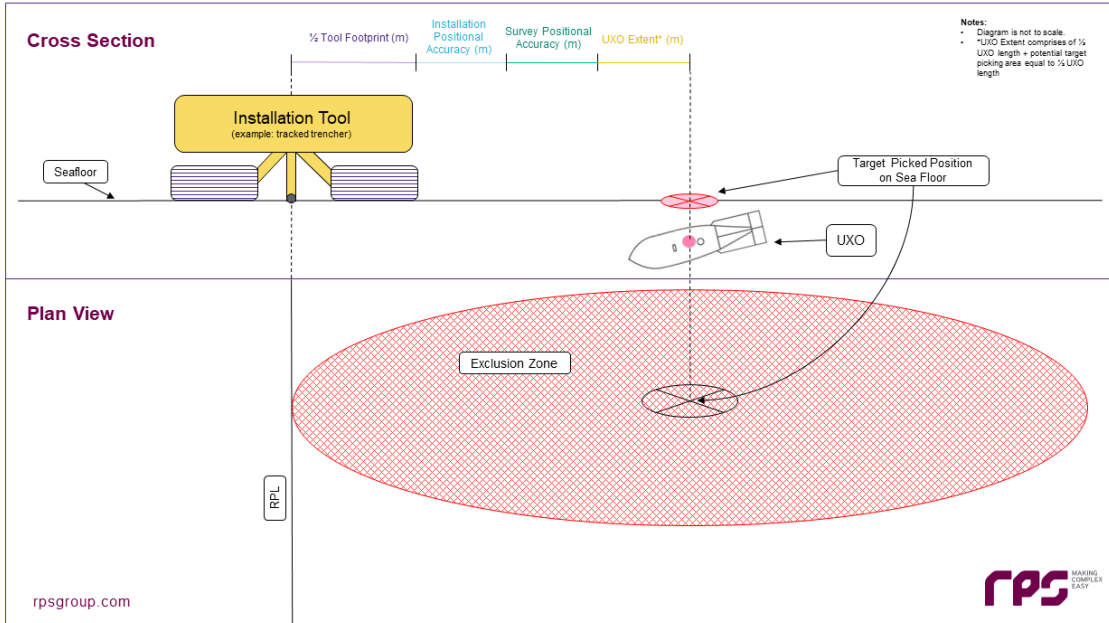 Cross Section
½ Tool Footprint (m)
Installation
Positional
Accuracy (m)
Survey Positional
Accuracy (m)
UXO Extent* (m)
Notes:
• Diagram is not to scale.
• *UXO Extent comprises of ½
UXO length + potential target
picking area equal to ½ UXO
length
Installation Tool
(example: tracked trencher)
Seafloor
Target Picked Position
on Sea Floor
UXO
Plan View
Exclusion Zone
RPL
rpsgroup.com
rps
MAKING
COMPLEX
EASY